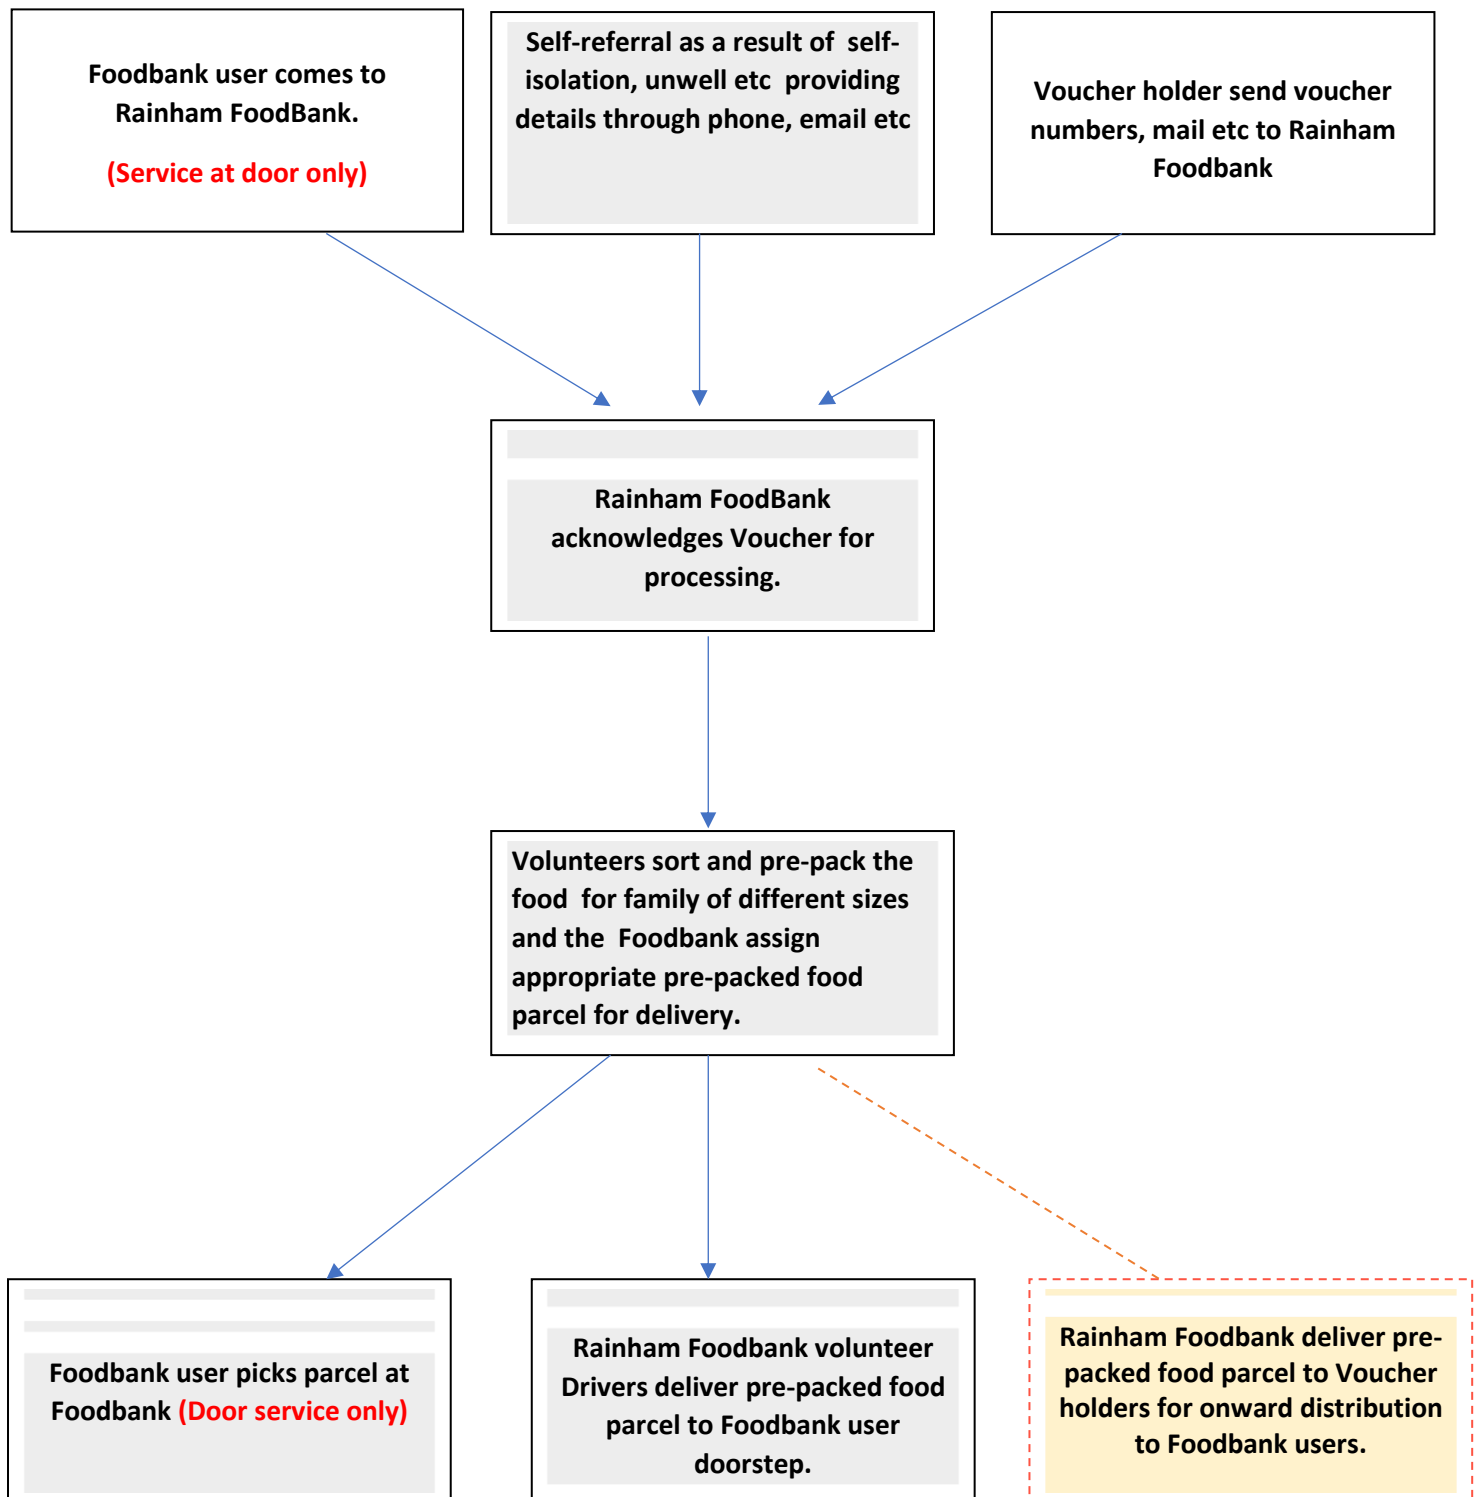 Foodbank user comes to
Rainham FoodBank.
(Service at door only)
Self-referral as a result of  self-
isolation, unwell etc  providing
details through phone, email etc
Voucher holder send voucher
numbers, mail etc to Rainham
Foodbank
Rainham FoodBank
acknowledges Voucher for
processing.
Volunteers sort and pre-pack the
food  for family of different sizes
and the  Foodbank assign
appropriate pre-packed food
parcel for delivery.
Foodbank user picks parcel at
Foodbank (Door service only)
Rainham Foodbank volunteer
Drivers deliver pre-packed food
parcel to Foodbank user
doorstep.
Rainham Foodbank deliver pre-
packed food parcel to Voucher
holders for onward distribution
to Foodbank users.